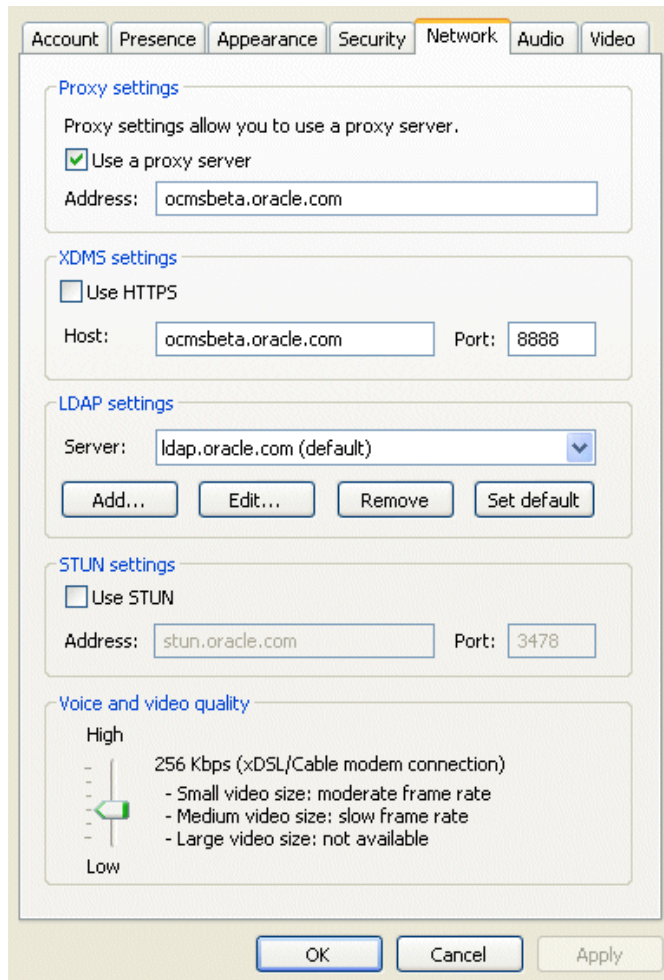 Account Presence Appearance Security Network Audio Video
Proxy settings
Proxy settings allow you to use a proxy server.
Use a proxy server
Address: ocmsbeta.oracle.com
XDMS settings
Use HTTPS
Host: ocmsbeta.oracle.com Port: 8888
LDAP settings
Server: ldap.oracle.com (default)
Add... Edit... Remove Set default
STUN settings
Use STUN
Address: stun.oracle.com Port: 3478
Voice and video quality
High
256 Kbps (xDSL/Cable modem connection)
- Small video size: moderate frame rate
- Medium video size: slow frame rate
- Large video size: not available
Low
OK Cancel Apply